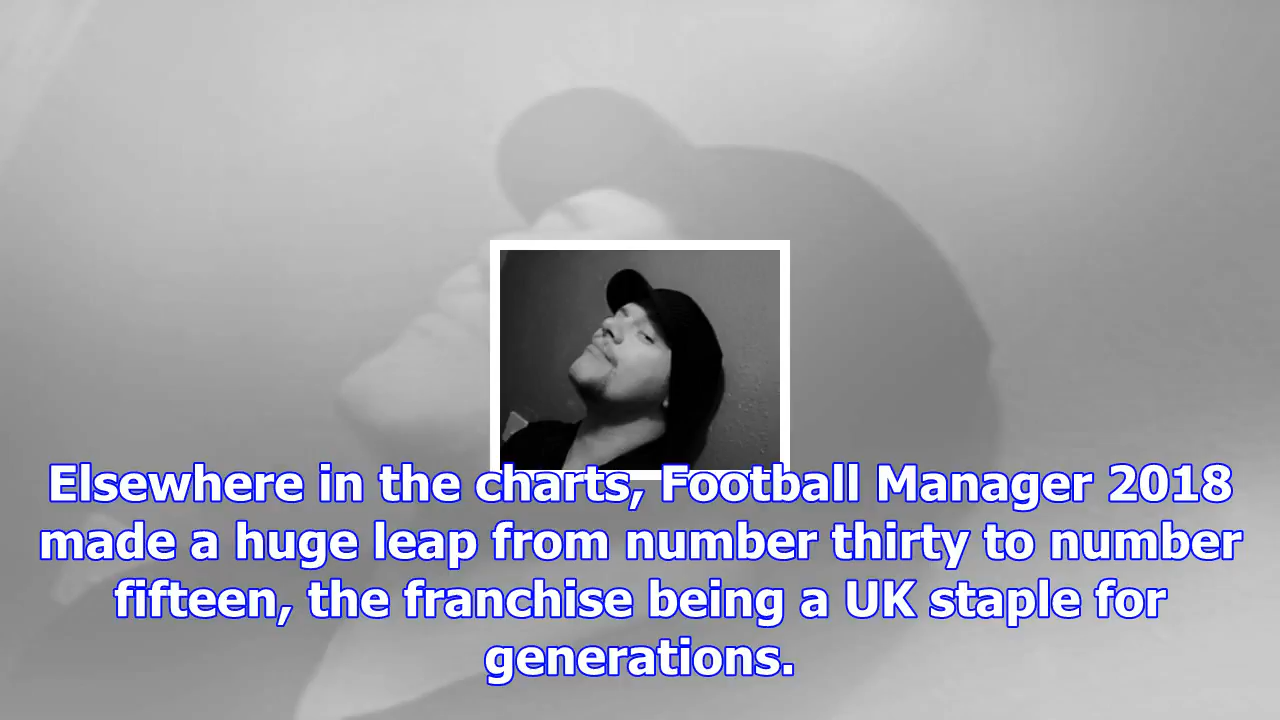 Elsewhere in the charts, Football Manager 2018
made a huge leap from number thirty to number
fifteen, the franchise being a UK staple for
generations.